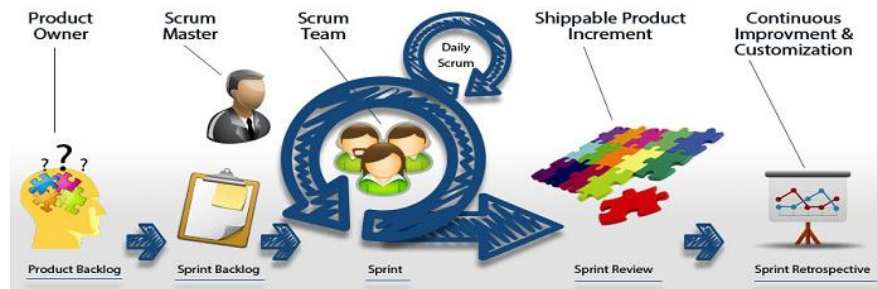 Product
Owner
Scrum
Master
Scrum
Team
Daily
Scrum
Shippable Product
Increment
Continuous
Improvment &
Customization
? ? ?
Product Backlog
Sprint Backlog
Sprint
Sprint Review
Sprint Retrospective